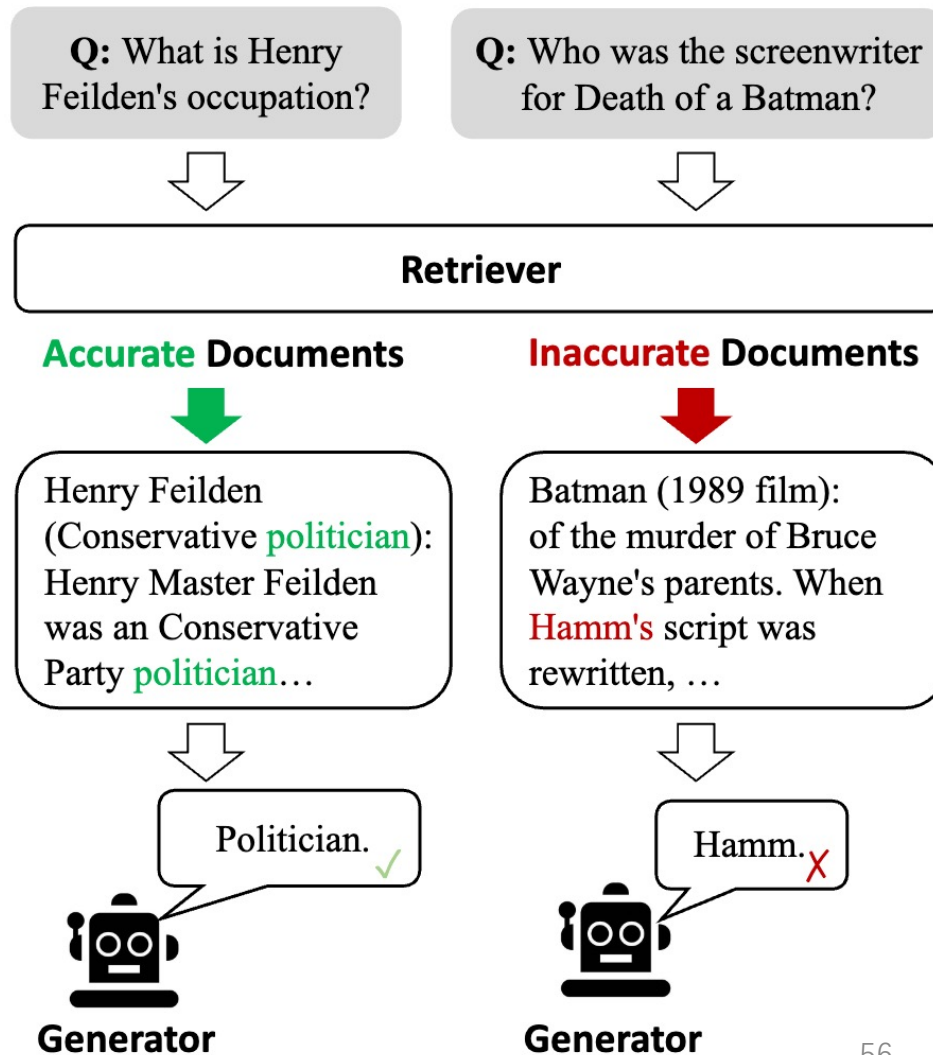 Q: What is Henry
Feilden's occupation?
Q: Who was the screenwriter
for Death of a Batman?
Retriever
Accurate Documents
Inaccurate Documents
Henry Feilden
(Conservative politician):
Henry Master Feilden
was an Conservative
Party politician…
Batman (1989 film):
of the murder of Bruce
Wayne's parents. When
Hamm's script was
rewritten, …
Politician.
Hamm.
Generator
Generator
56